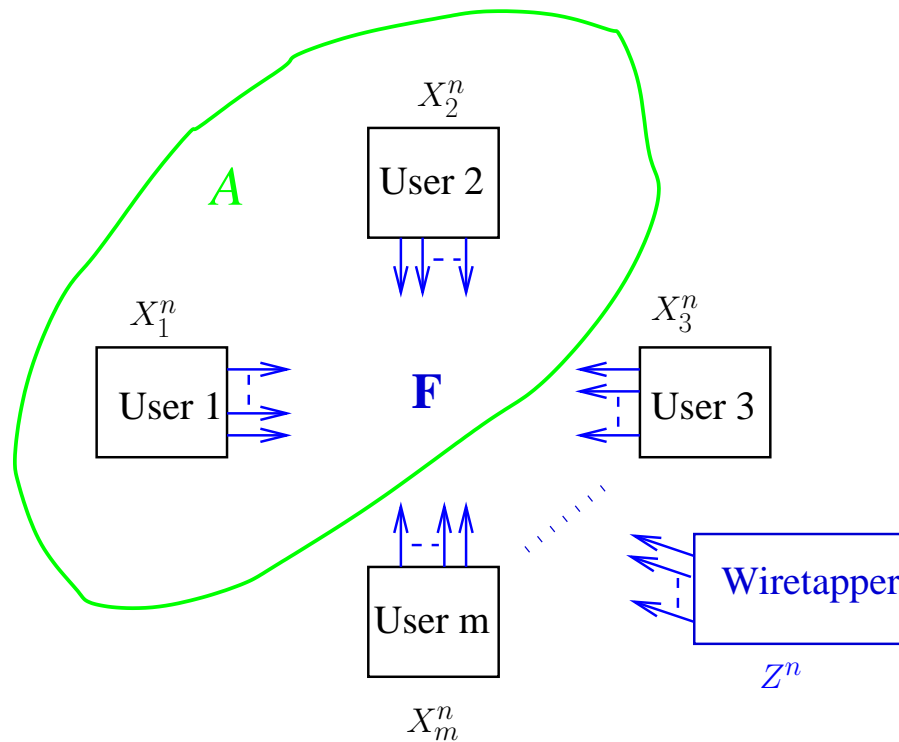 X_2^n
A
User 2
X_1^n
X_3^n
User 1
F
User 3
User m
Wiretapper
Z^n
X_m^n